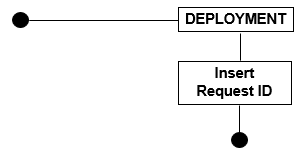 DEPLOYMENT
Insert
Request ID